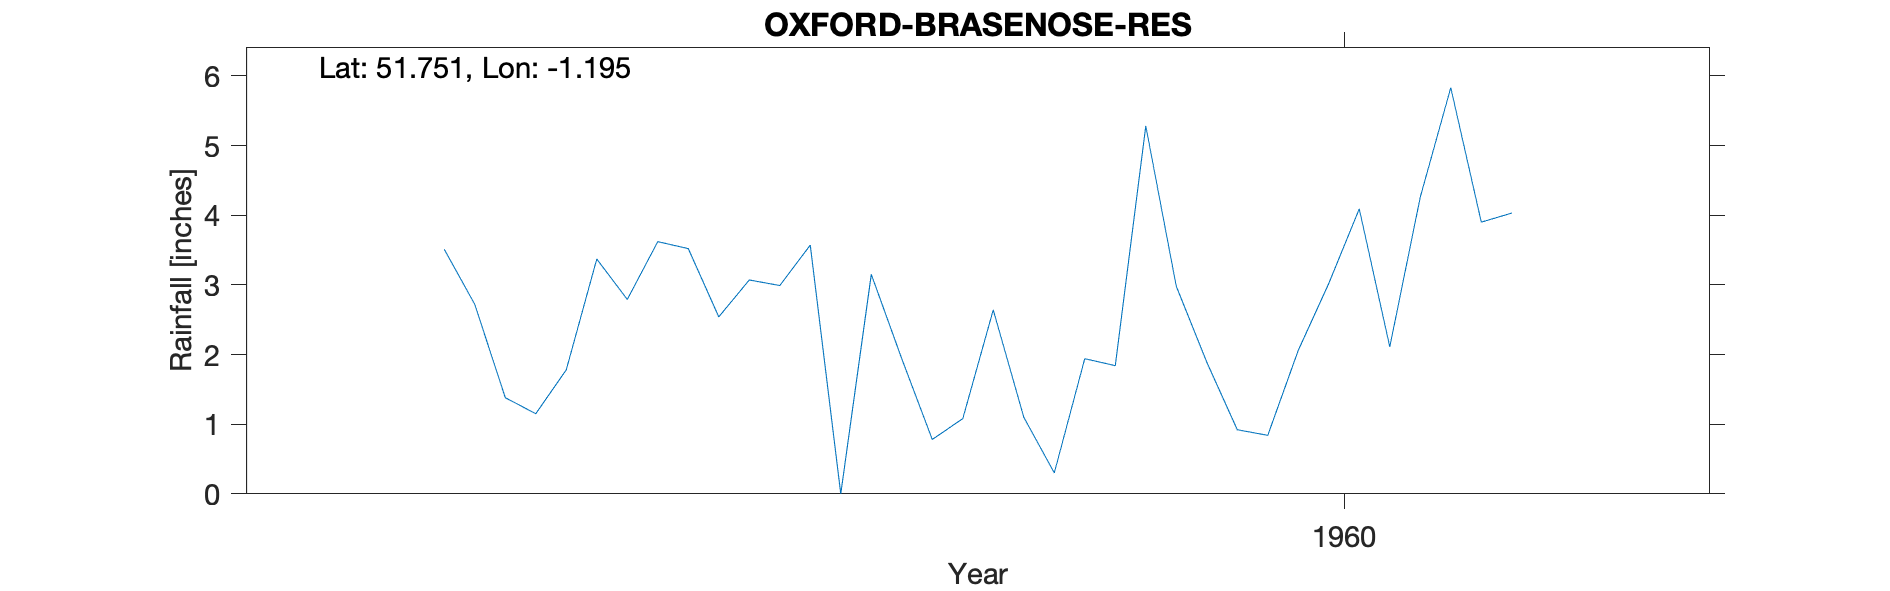 OXFORD-BRASENOSE-RES
Lat: 51.751, Lon: -1.195
6
5
4
3
2
1
0
Rainfall [inches]
1960
Year